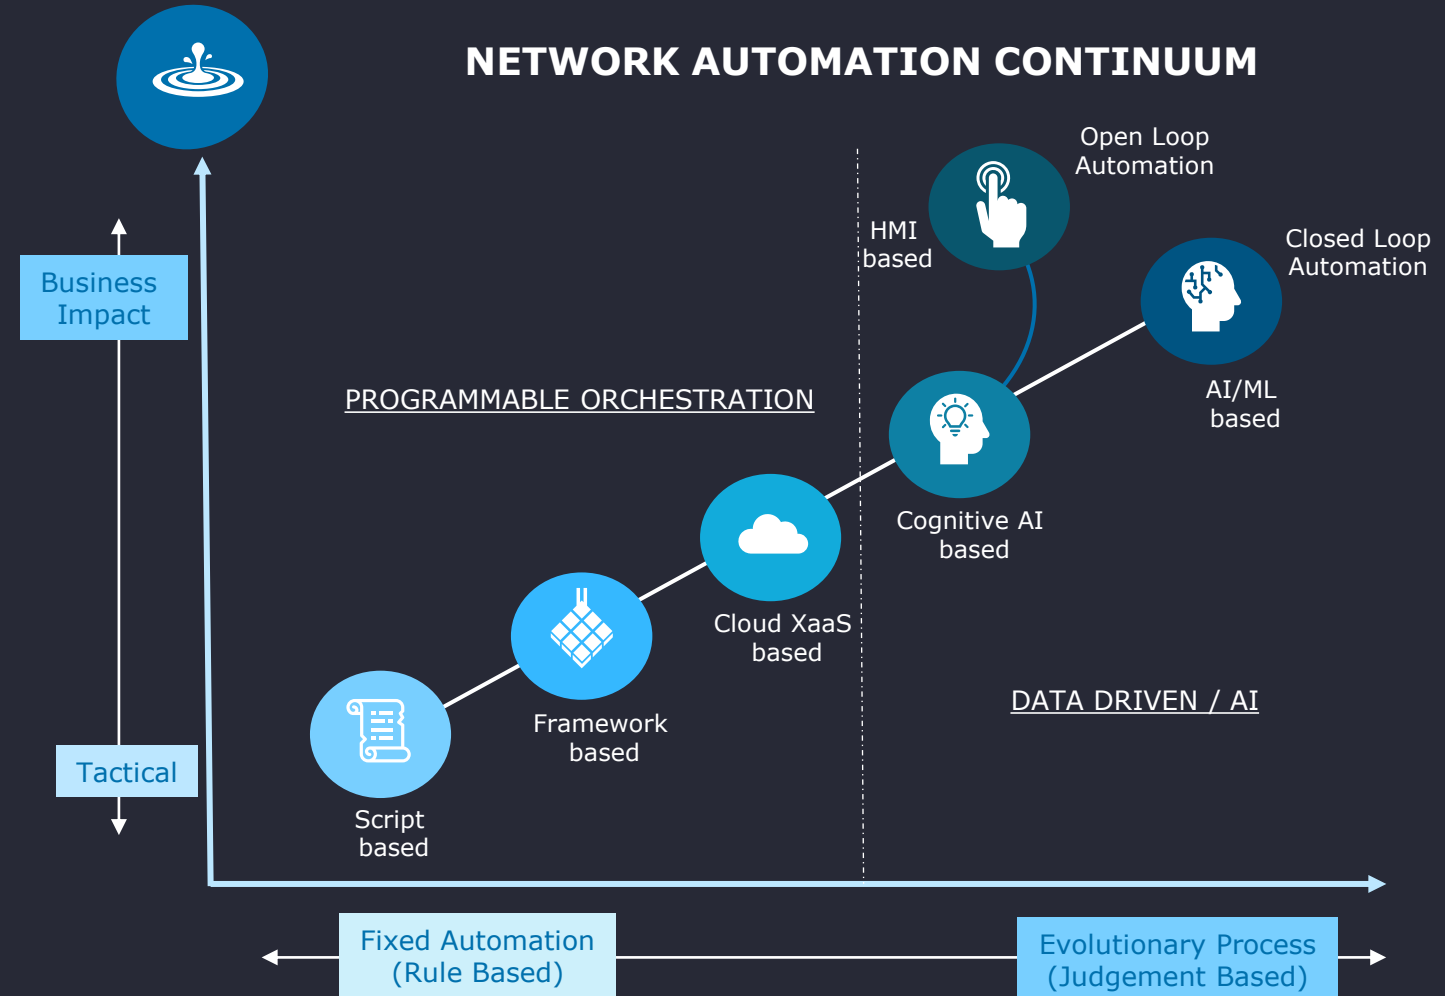 NETWORK AUTOMATION CONTINUUM
Open Loop
Automation
HMI
based
Closed Loop
Automation
Business
Impact
AI/ML
based
PROGRAMMABLE ORCHESTRATION
Cognitive AI
based
Cloud XaaS
based
DATA DRIVEN / AI
Framework
based
Tactical
Script
based
Fixed Automation
(Rule Based)
Evolutionary Process
(Judgement Based)